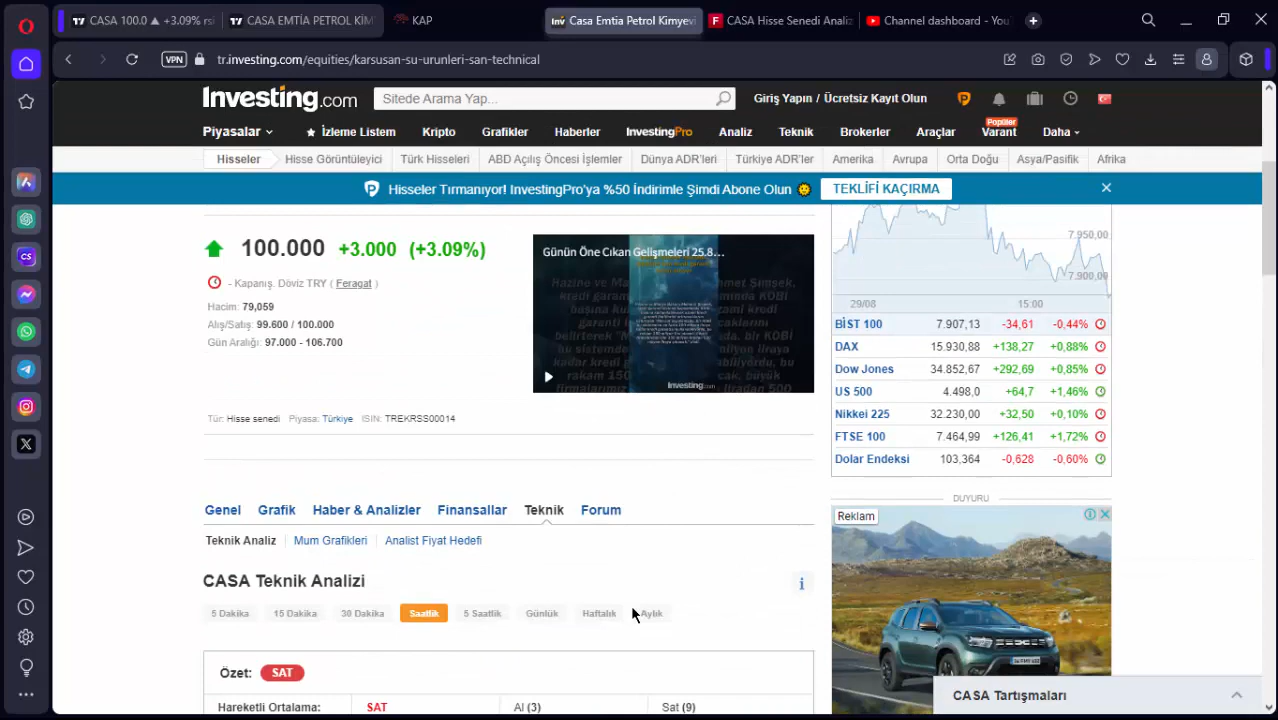 CASA 100.0 ▲ +3.09% rsi
CASA EMTİA PETROL KİM
KAP
Casa Emtia Petrol Kimyevi
CASA Hisse Senedi Analiz
Channel dashboard - You
VPN
tr.investing.com/equities/karsusan-su-urunleri-san-technical
Investing.com
Sitede Arama Yap...
Giriş Yapın / Ücretsiz Kayıt Olun
Popüler
Piyasalar
İzleme Listem
Kripto
Grafikler
Haberler
InvestingPro
Analiz
Teknik
Brokerler
Araçlar
Varant
Daha
Hisseler
Hisse Görüntüleyici
Türk Hisseleri
ABD Açılış Öncesi İşlemler
Dünya ADR'leri
Türkiye ADR'ler
Amerika
Avrupa
Orta Doğu
Asya/Pasifik
Afrika
Hisseler Tırmanıyor! InvestingPro'ya %50 İndirimle Şimdi Abone Olun
TEKLİFİ KAÇIRMA
100.000 +3.000 (+3.09%)
- Kapanış. Döviz TRY ( Feragat )
Hacim: 79,059
Alış/Satış: 99.600 / 100.000
Gün Aralığı: 97.000 - 106.700
Günün Öne Çıkan Gelişmeleri 25.8...
Investing.com
Tür: Hisse senedi Piyasa: Türkiye ISIN: TREKRSS00014
7.950,00
7.900,00
29/08 15:00
BİST 100 7.907,13 -34,61 -0,44%
DAX 15.930,88 +138,27 +0,88%
Dow Jones 34.852,67 +292,69 +0,85%
US 500 4.498,0 +64,7 +1,46%
Nikkei 225 32.230,00 +32,50 +0,10%
FTSE 100 7.464,99 +126,41 +1,72%
Dolar Endeksi 103,364 -0,628 -0,60%
DUYURU
Reklam
Genel
Grafik
Haber & Analizler
Finansallar
Teknik
Forum
Teknik Analiz
Mum Grafikleri
Analist Fiyat Hedefi
CASA Teknik Analizi
5 Dakika
15 Dakika
30 Dakika
Saatlik
5 Saatlik
Günlük
Haftalık
Aylık
Özet: SAT
Hareketli Ortalama: SAT Al (3) Sat (9)
CASA Tartışmaları